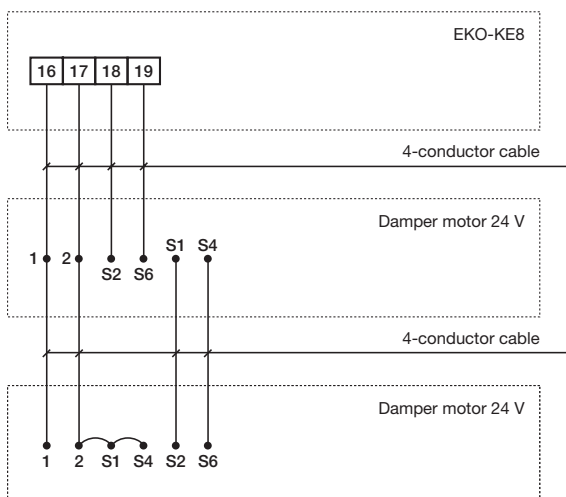 EKO-KE8
16 17 18 19
4-conductor cable
Damper motor 24 V
S1 S4
1 2
S2 S6
4-conductor cable
Damper motor 24 V
1 2 S1 S4 S2 S6